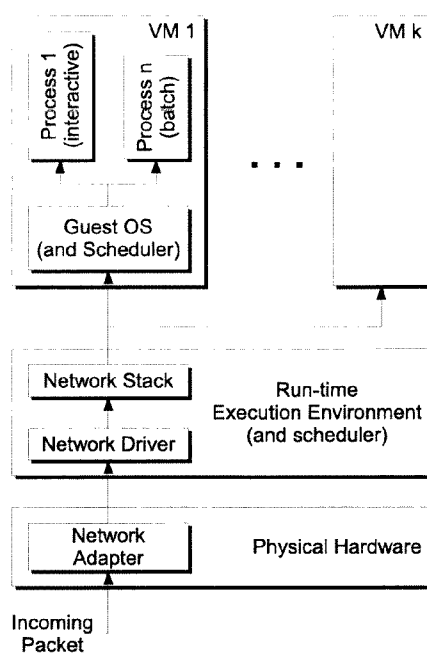 VM 1
VM k
Process 1
(interactive)
Process n
(batch)
. . .
Guest OS
(and Scheduler)
Network Stack
Run-time
Execution Environment
(and scheduler)
Network Driver
Network
Adapter
Physical Hardware
Incoming
Packet